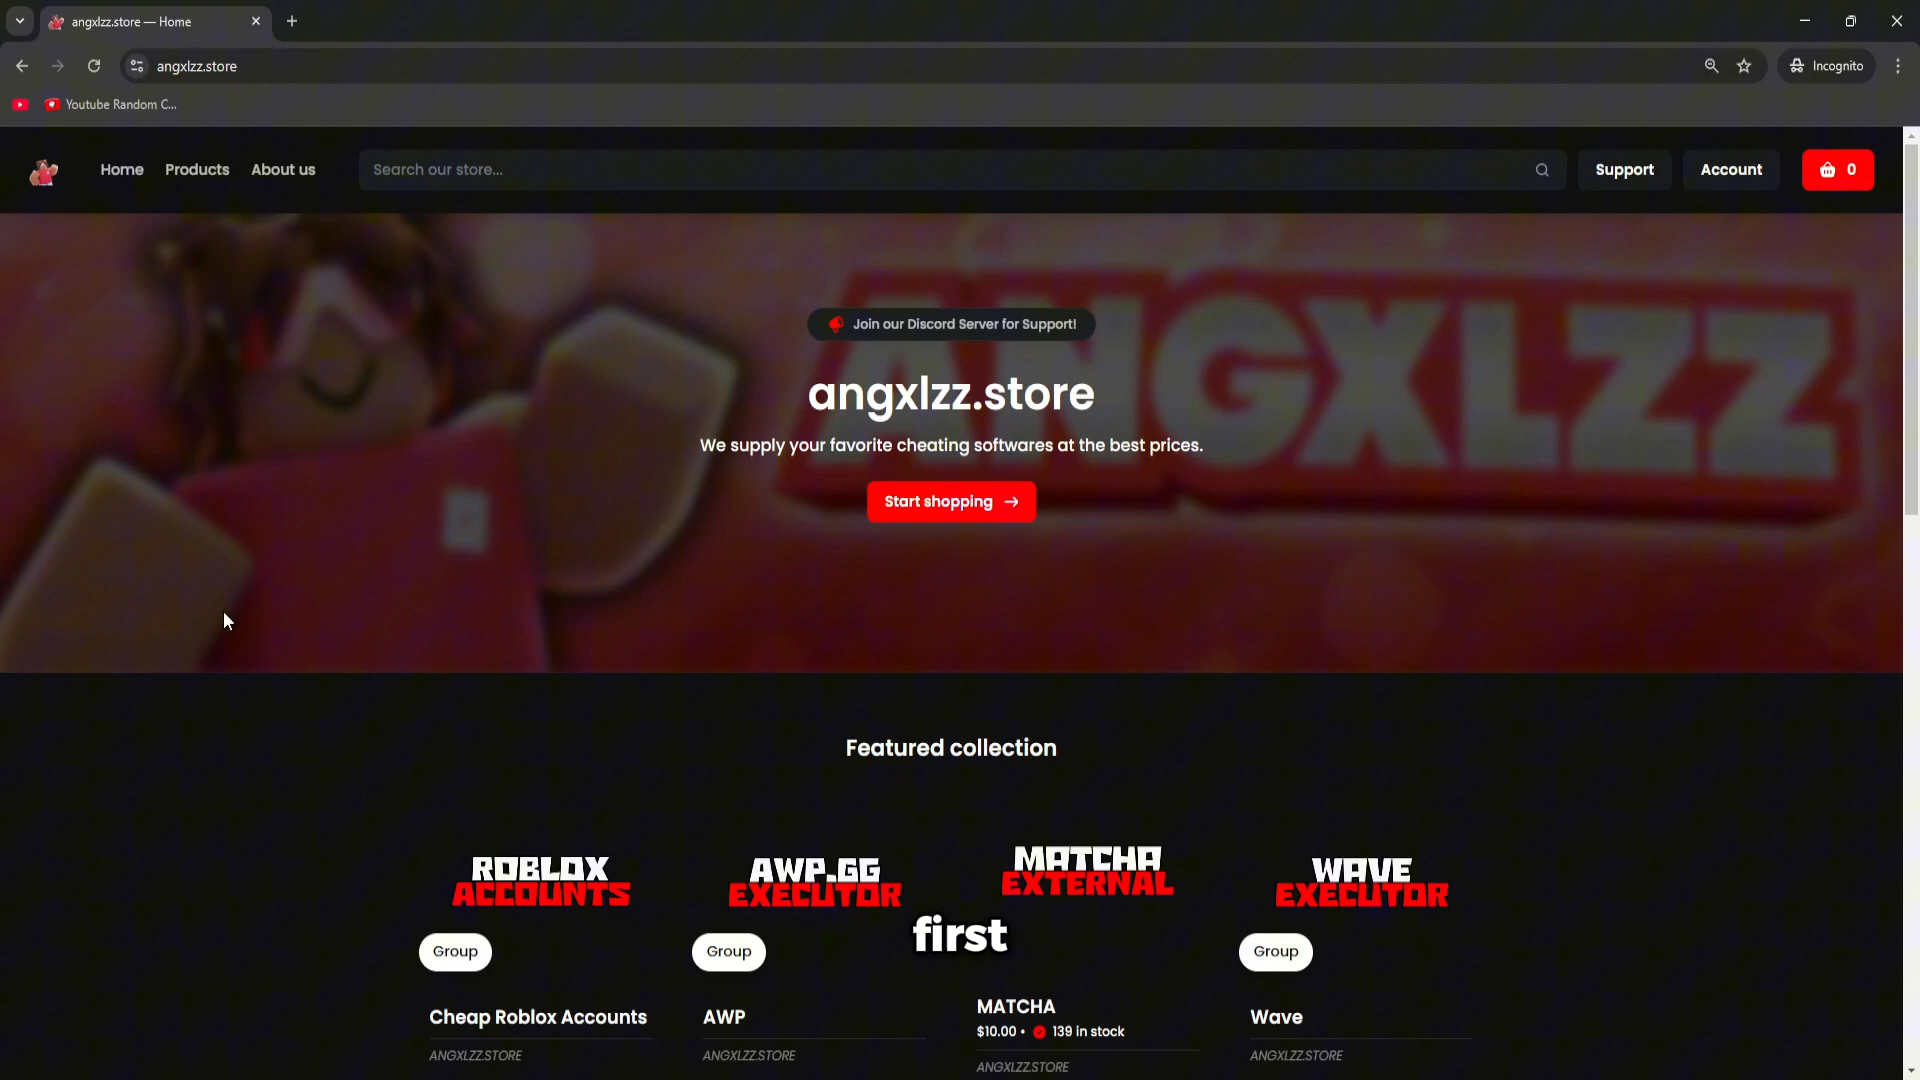 angxlzz.store — Home
angxlzz.store
Incognito
Youtube Random C...
Home
Products
About us
Search our store...
Support
Account
0
ANGXLZZ
Join our Discord Server for Support!
angxlzz.store
We supply your favorite cheating softwares at the best prices.
Start shopping →
Featured collection
ROBLOX
ACCOUNTS
AWP.GG
EXECUTOR
MATCHA
EXTERNAL
WAVE
EXECUTOR
first
Group
Group
Group
Cheap Roblox Accounts
AWP
MATCHA
$10.00 • 139 in stock
Wave
ANGXLZZ.STORE
ANGXLZZ.STORE
ANGXLZZ.STORE
ANGXLZZ.STORE